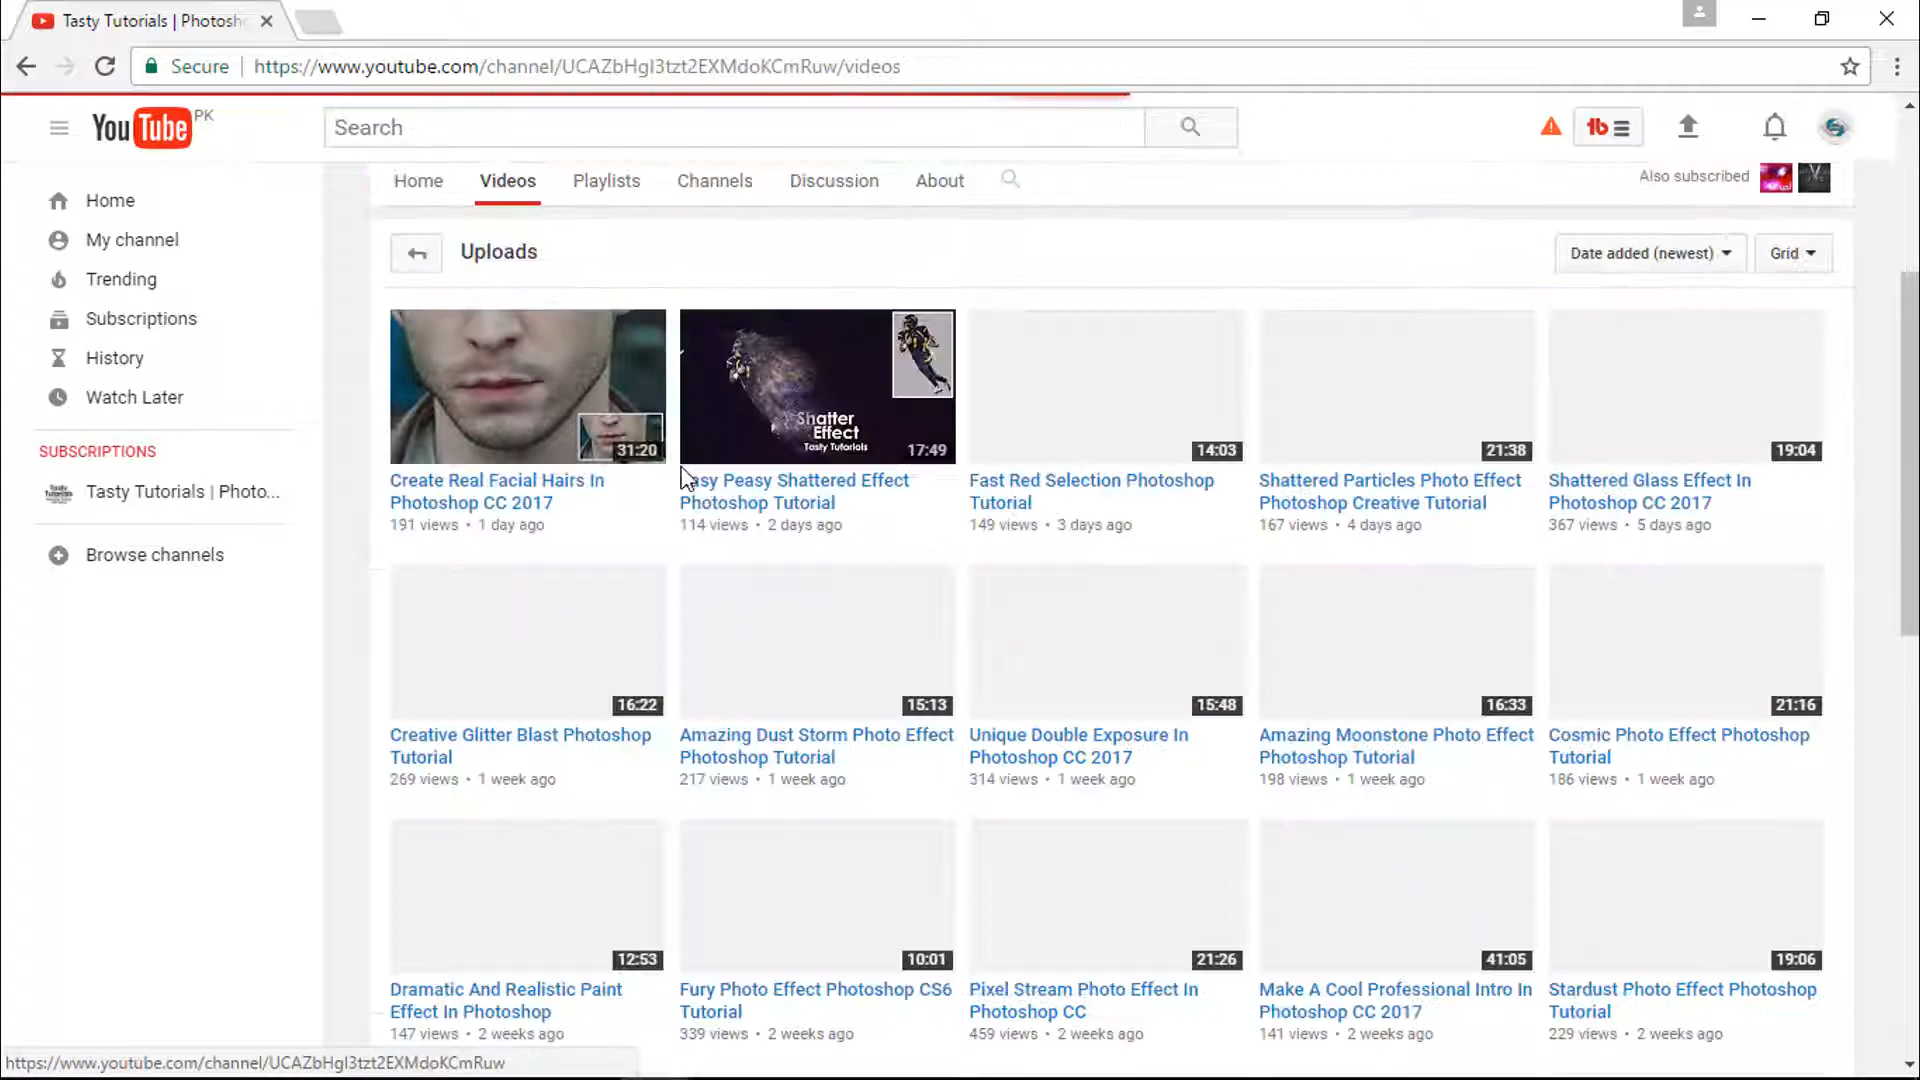 Tasty Tutorials | Photosh
Secure
https://www.youtube.com/channel/UCAZbHgI3tzt2EXMdoKCmRuw/videos
YouTube PK
Search
Home
Videos
Playlists
Channels
Discussion
About
Also subscribed
Home
My channel
Trending
Subscriptions
History
Watch Later
SUBSCRIPTIONS
Tasty Tutorials | Photo...
Browse channels
Uploads
Date added (newest)
Grid
31:20
Shatter
Effect
Tasty Tutorials
17:49
14:03
21:38
19:04
Create Real Facial Hairs In
Photoshop CC 2017
191 views • 1 day ago
asy Peasy Shattered Effect
Photoshop Tutorial
114 views • 2 days ago
Fast Red Selection Photoshop
Tutorial
149 views • 3 days ago
Shattered Particles Photo Effect
Photoshop Creative Tutorial
167 views • 4 days ago
Shattered Glass Effect In
Photoshop CC 2017
367 views • 5 days ago
16:22
15:13
15:48
16:33
21:16
Creative Glitter Blast Photoshop
Tutorial
269 views • 1 week ago
Amazing Dust Storm Photo Effect
Photoshop Tutorial
217 views • 1 week ago
Unique Double Exposure In
Photoshop CC 2017
314 views • 1 week ago
Amazing Moonstone Photo Effect
Photoshop Tutorial
198 views • 1 week ago
Cosmic Photo Effect Photoshop
Tutorial
186 views • 1 week ago
12:53
10:01
21:26
41:05
19:06
Dramatic And Realistic Paint
Effect In Photoshop
147 views • 2 weeks ago
Fury Photo Effect Photoshop CS6
Tutorial
339 views • 2 weeks ago
Pixel Stream Photo Effect In
Photoshop CC
459 views • 2 weeks ago
Make A Cool Professional Intro In
Photoshop CC 2017
141 views • 2 weeks ago
Stardust Photo Effect Photoshop
Tutorial
229 views • 2 weeks ago
https://www.youtube.com/channel/UCAZbHgI3tzt2EXMdoKCmRuw